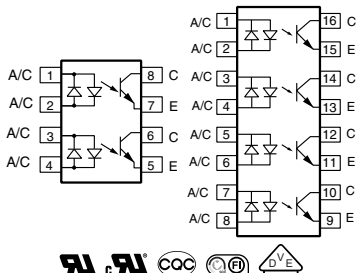 A/C 1 8 C
A/C 2 7 E
A/C 3 6 C
A/C 4 5 E
A/C 1 16 C
A/C 2 15 E
A/C 3 14 C
A/C 4 13 E
A/C 5 12 C
A/C 6 11 E
A/C 7 10 C
A/C 8 9 E
c CQC FI DVE